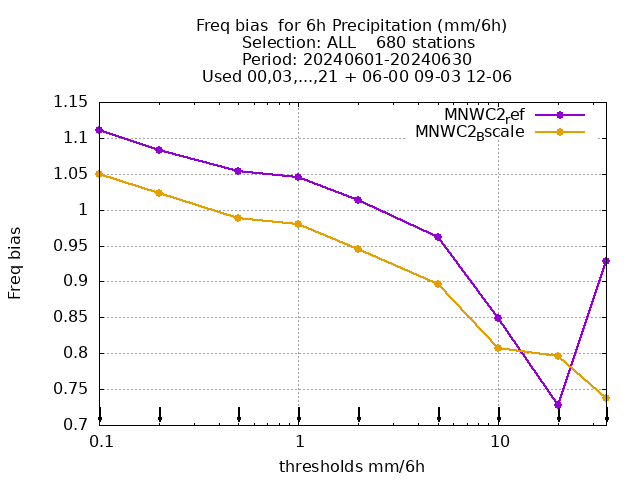 Freq bias  for 6h Precipitation (mm/6h)
Selection: ALL    680 stations
Period: 20240601-20240630
Used 00,03,...,21 + 06-00 09-03 12-06
MNWC2ref
MNWC2Bscale
1.15
1.1
1.05
1
0.95
0.9
0.85
0.8
0.75
0.7
Freq bias
0.1
1
10
thresholds mm/6h